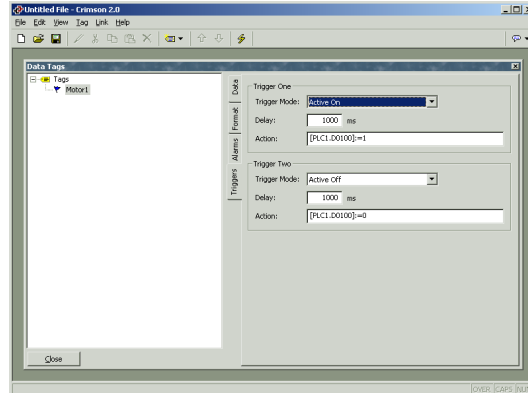 Untitled File - Crimson 2.0
File Edit View Tag Link Help
Data Tags
Tags
Motor1
Data
Format
Alarms
Triggers
Trigger One
Trigger Mode: Active On
Delay: 1000 ms
Action: [PLC1.D0100]:=1
Trigger Two
Trigger Mode: Active Off
Delay: 1000 ms
Action: [PLC1.D0100]:=0
Close
OVER CAPS NUM